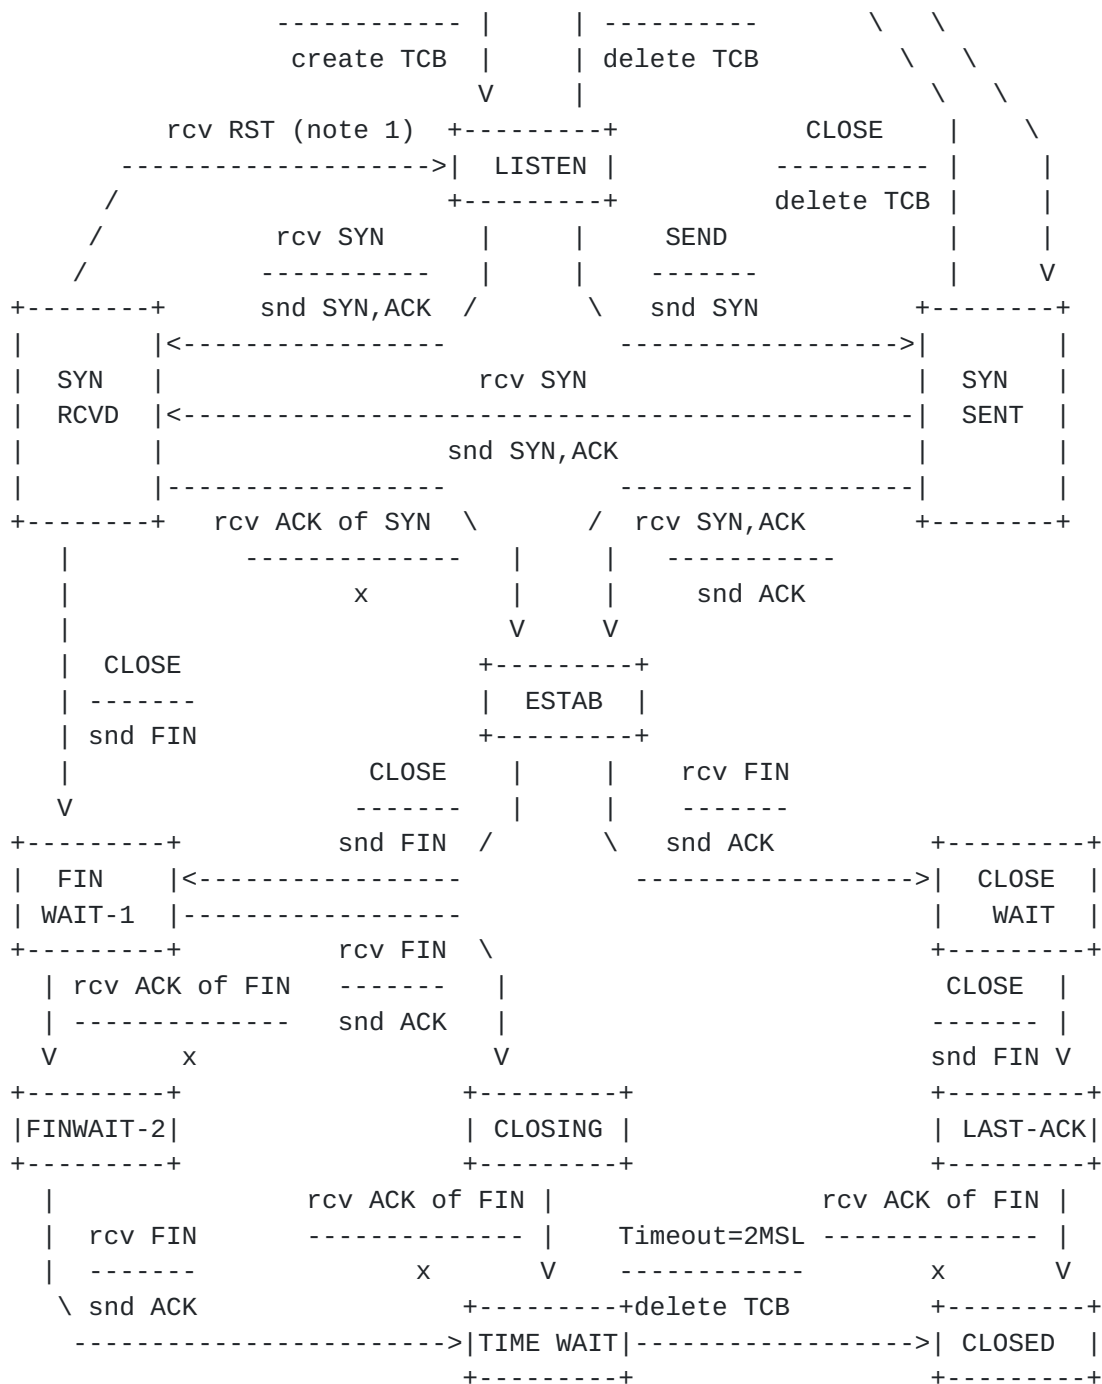 ------------ |      | ----------       \   \
create TCB  |      | delete TCB         \   \
V      |                      \   \
rcv RST (note 1)  +---------+            CLOSE    |     \
-------------------->|  LISTEN |          ---------- |     |
/                     +---------+          delete TCB |     |
/           rcv SYN      |     |     SEND              |     |
/           -----------   |     |    -------            |     V
+--------+      snd SYN,ACK  /       \   snd SYN          +--------+
|        |<-----------------           ------------------>|        |
|  SYN   |                    rcv SYN                     |  SYN   |
|  RCVD  |<-----------------------------------------------|  SENT  |
|        |                  snd SYN,ACK                   |        |
|        |------------------           -------------------|        |
+--------+   rcv ACK of SYN  \       /  rcv SYN,ACK       +--------+
|           --------------   |     |   -----------
|                  x         |     |     snd ACK
|                            V     V
|  CLOSE                   +---------+
| -------                  |  ESTAB  |
| snd FIN                  +---------+
|                   CLOSE    |     |    rcv FIN
V                  -------   |     |    -------
+---------+          snd FIN  /       \   snd ACK          +---------+
|  FIN    |<-----------------           ------------------>|  CLOSE  |
| WAIT-1  |------------------                              |   WAIT  |
+---------+          rcv FIN  \                            +---------+
| rcv ACK of FIN   -------   |                            CLOSE  |
| --------------   snd ACK   |                           ------- |
V        x                   V                           snd FIN V
+---------+                  +---------+                   +---------+
|FINWAIT-2|                  | CLOSING |                   | LAST-ACK|
+---------+                  +---------+                   +---------+
|                rcv ACK of FIN |                 rcv ACK of FIN |
|  rcv FIN       -------------- |    Timeout=2MSL -------------- |
|  -------              x       V    ------------        x       V
\ snd ACK                 +---------+delete TCB         +---------+
------------------------>|TIME WAIT|------------------>| CLOSED  |
+---------+                   +---------+